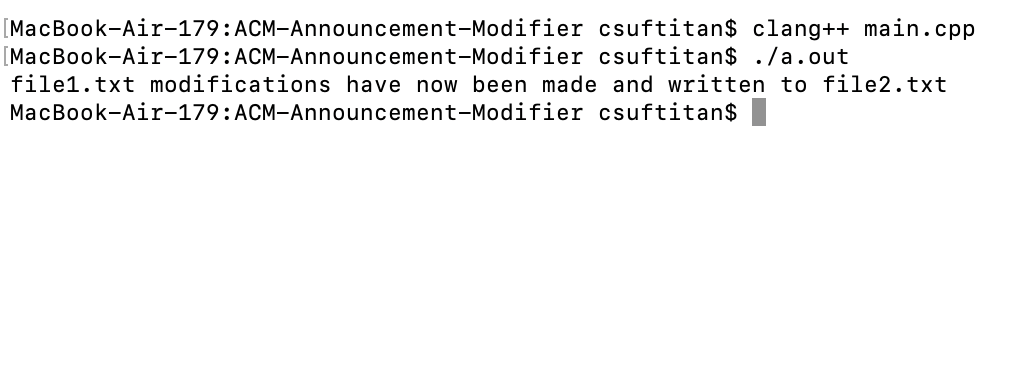 [MacBook-Air-179:ACM-Announcement-Modifier csuftitan$ clang++ main.cpp
[MacBook-Air-179:ACM-Announcement-Modifier csuftitan$ ./a.out
file1.txt modifications have now been made and written to file2.txt
MacBook-Air-179:ACM-Announcement-Modifier csuftitan$